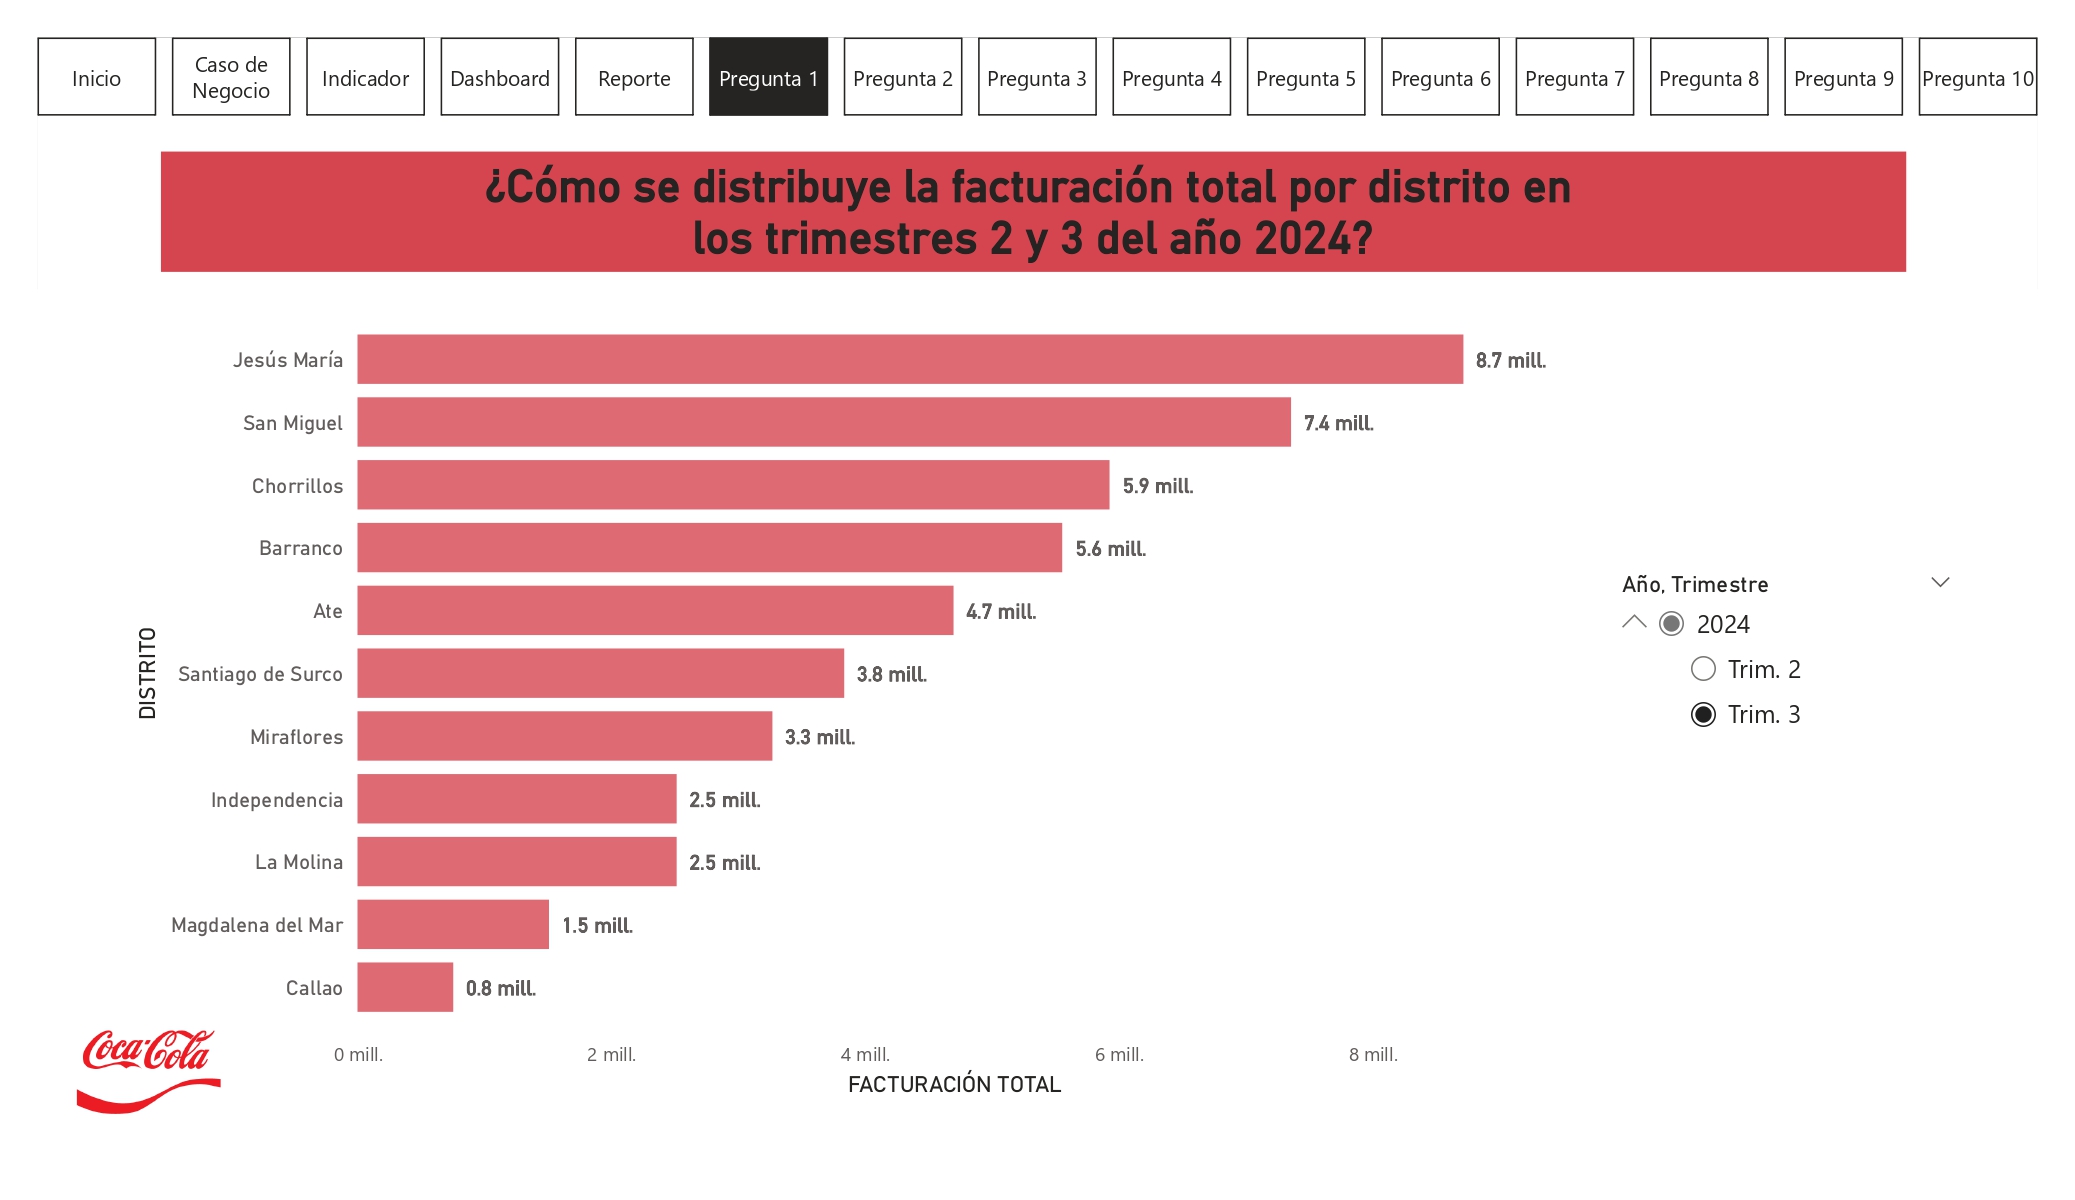 Inicio
Caso de
Negocio
Indicador
Dashboard
Reporte
Pregunta 1
Pregunta 2
Pregunta 3
Pregunta 4
Pregunta 5
Pregunta 6
Pregunta 7
Pregunta 8
Pregunta 9
Pregunta 10
¿Cómo se distribuye la facturación total por distrito en
los trimestres 2 y 3 del año 2024?
DISTRITO
Jesús María 8.7 mill.
San Miguel 7.4 mill.
Chorrillos 5.9 mill.
Barranco 5.6 mill.
Ate 4.7 mill.
Santiago de Surco 3.8 mill.
Miraflores 3.3 mill.
Independencia 2.5 mill.
La Molina 2.5 mill.
Magdalena del Mar 1.5 mill.
Callao 0.8 mill.
0 mill. 2 mill. 4 mill. 6 mill. 8 mill.
FACTURACIÓN TOTAL
Año, Trimestre
2024
Trim. 2
Trim. 3
Coca-Cola